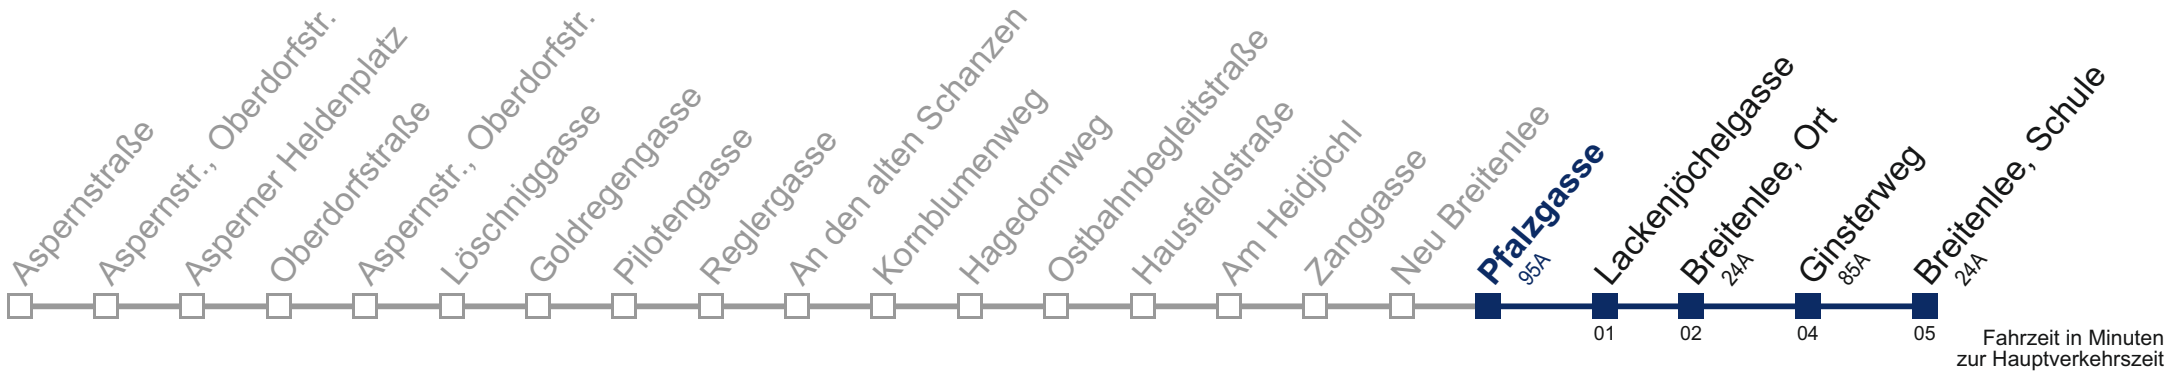 Aspernstraße
Aspernstr., Oberdorfstr.
Asperner Heldenplatz
Oberdorfstraße
Aspernstr., Oberdorfstr.
Löschniggasse
Goldregengasse
Pilotengasse
Reglergasse
An den alten Schanzen
Kornblumenweg
Hagedornweg
Ostbahnbegleitstraße
Hausfeldstraße
Am Heidjöchl
Zanggasse
Neu Breitenlee
Pfalzgasse
95A
Lackenjöchelgasse
Breitenlee, Ort
24A
Ginsterweg
85A
Breitenlee, Schule
24A
01
02
04
05
Fahrzeit in Minuten
zur Hauptverkehrszeit